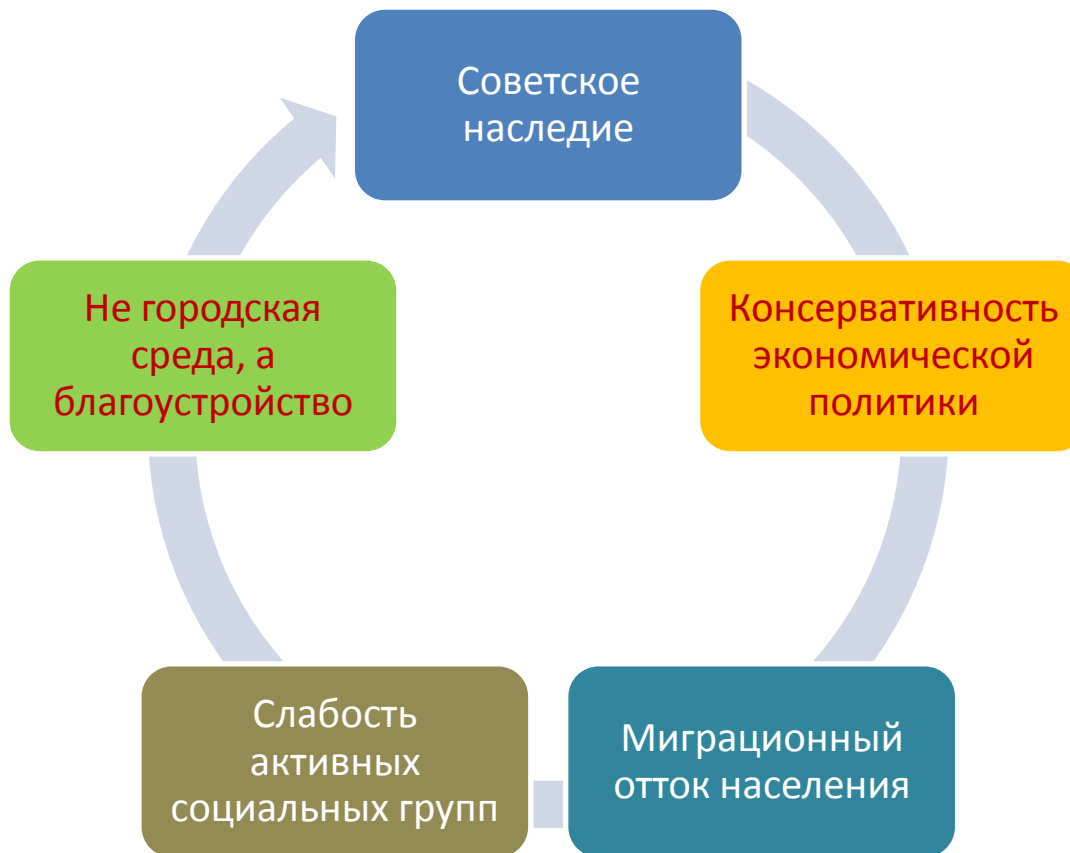 Советское
наследие
Консервативность
экономической
политики
Миграционный
отток населения
Слабость
активных
социальных групп
Не городская
среда, а
благоустройство